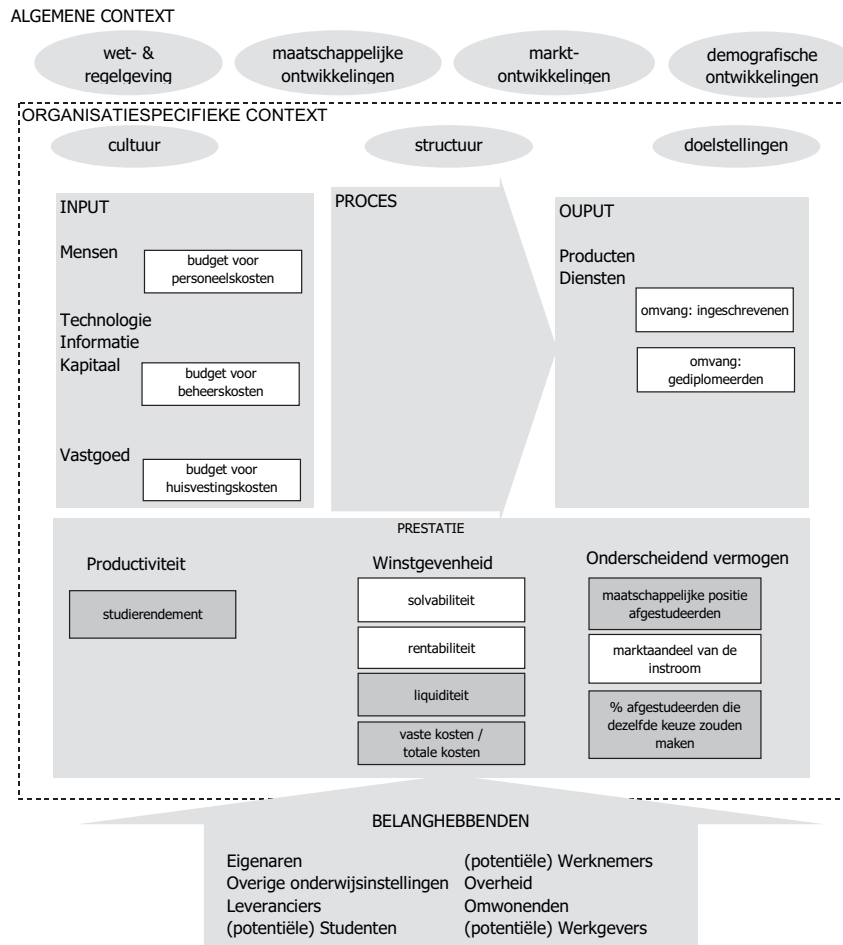 ALGEMENE CONTEXT
wet- &
regelgeving
maatschappelijke
ontwikkelingen
markt-
ontwikkelingen
demografische
ontwikkelingen
ORGANISATIESPECIFIEKE CONTEXT
cultuur
structuur
doelstellingen
INPUT
Mensen
budget voor
personeelskosten
Technologie
Informatie
Kapitaal
budget voor
beheerskosten
Vastgoed
budget voor
huisvestingskosten
PROCES
OUPUT
Producten
Diensten
omvang: ingeschrevenen
omvang:
gediplomeerden
PRESTATIE
Productiviteit
studierendement
Winstgevenheid
solvabiliteit
rentabiliteit
liquiditeit
vaste kosten /
totale kosten
Onderscheidend vermogen
maatschappelijke positie
afgestudeerden
marktaandeel van de
instroom
% afgestudeerden die
dezelfde keuze zouden
maken
BELANGHEBBENDEN
Eigenaren
Overige onderwijsinstellingen
Leveranciers
(potentiële) Studenten
(potentiële) Werknemers
Overheid
Omwonenden
(potentiële) Werkgevers